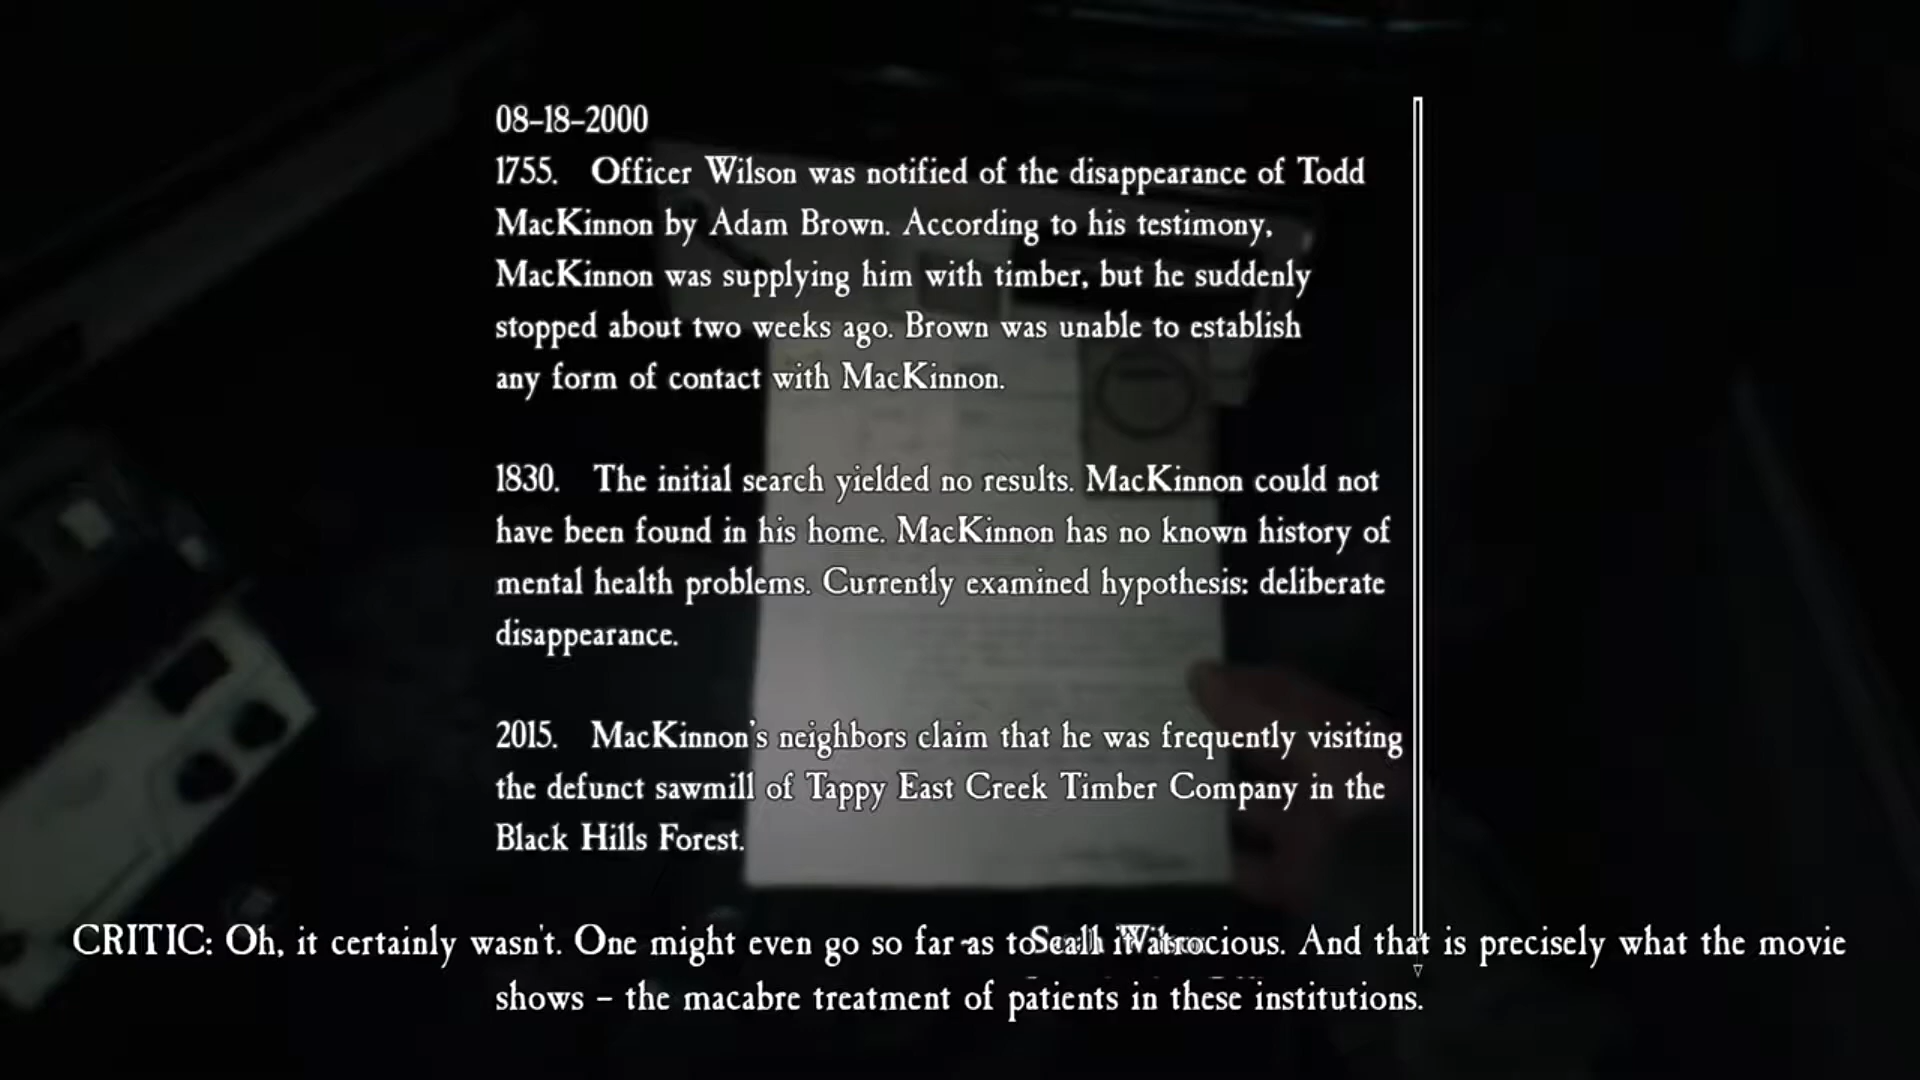 08-18-2000
1755. Officer Wilson was notified of the disappearance of Todd
MacKinnon by Adam Brown. According to his testimony,
MacKinnon was supplying him with timber, but he suddenly
stopped about two weeks ago. Brown was unable to establish
any form of contact with MacKinnon.
1830. The initial search yielded no results. MacKinnon could not
have been found in his home. MacKinnon has no known history of
mental health problems. Currently examined hypothesis: deliberate
disappearance.
2015. MacKinnon's neighbors claim that he was frequently visiting
the defunct sawmill of Tappy East Creek Timber Company in the
Black Hills Forest.
CRITIC: Oh, it certainly wasn't. One might even go so far as to call it atrocious. And that is precisely what the movie
shows – the macabre treatment of patients in these institutions.